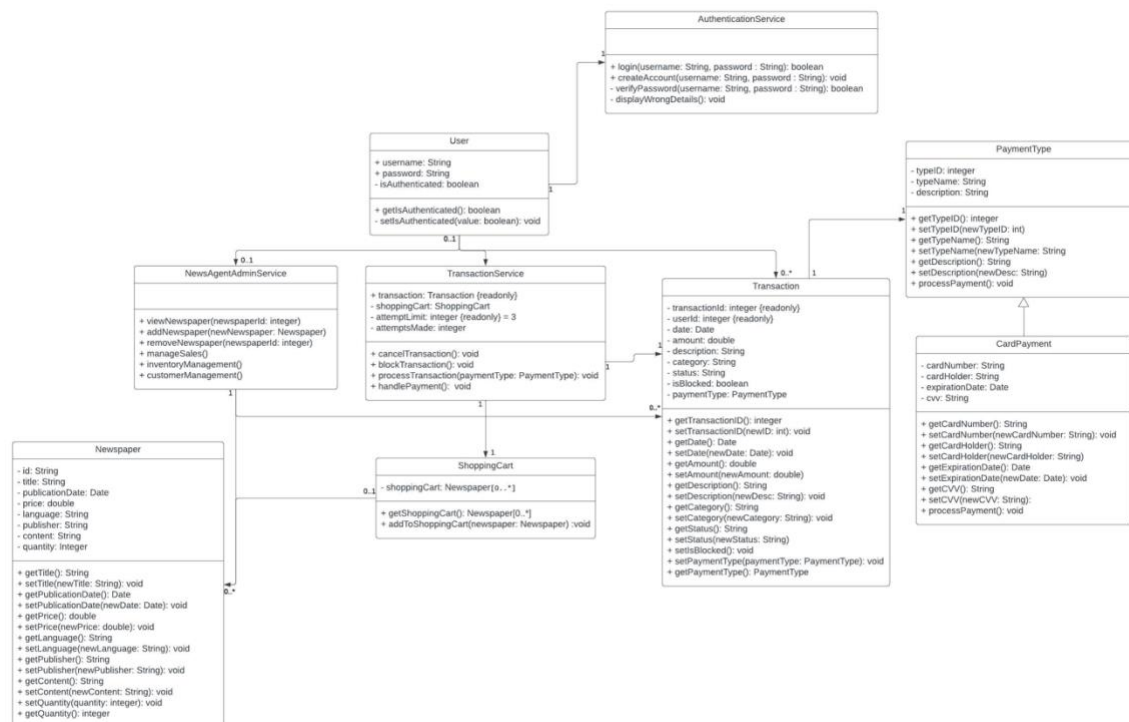 AuthenticationService
+ login(username: String, password : String): boolean
+ createAccount(username: String, password : String): void
- verifyPassword(username: String, password : String): boolean
- displayWrongDetails(): void
1
1
User
+ username: String
+ password: String
- isAuthenticated: boolean
+ getIsAuthenticated(): boolean
- setIsAuthenticated(value: boolean): void
0..1
0..1
0..*
PaymentType
- typeID: integer
- typeName: String
- description: String
+ getTypeID(): integer
+ setTypeID(newTypeID: int)
+ getTypeName(): String
+ setTypeName(newTypeName: String
+ getDescription(): String
+ setDescription(newDesc: String)
+ processPayment(): void
1
1
NewsAgentAdminService
+ viewNewspaper(newspaperId: integer)
+ addNewspaper(newNewspaper: Newspaper)
+ removeNewspaper(newspaperId: integer)
+ manageSales()
+ inventoryManagement()
+ customerManagement()
1
TransactionService
+ transaction: Transaction {readonly}
- shoppingCart: ShoppingCart
- attemptLimit: integer {readonly} = 3
- attemptsMade: integer
+ cancelTransaction(): void
+ blockTransaction(): void
+ processTransaction(paymentType: PaymentType): void
+ handlePayment(): void
1
1
1
0..*
Transaction
- transactionId: integer {readonly}
- userId: integer {readonly}
- date: Date
- amount: double
- description: String
- category: String
- status: String
- isBlocked: boolean
- paymentType: PaymentType
+ getTransactionID(): integer
+ setTransactionID(newID: int): void
+ getDate(): Date
+ setDate(newDate: Date): void
+ getAmount(): double
+ setAmount(newAmount: double)
+ getDescription(): String
+ setDescription(newDesc: String): void
+ getCategory(): String
+ setCategory(newCategory: String): void
+ getStatus(): String
+ setStatus(newStatus: String)
+ setIsBlocked(): void
+ setPaymentType(paymentType: PaymentType): void
+ getPaymentType(): PaymentType
CardPayment
- cardNumber: String
- cardHolder: String
- expirationDate: Date
- cvv: String
+ getCardNumber(): String
+ setCardNumber(newCardNumber: String): void
+ getCardHolder(): String
+ setCardHolder(newCardHolder: String)
+ getExpirationDate(): Date
+ setExpirationDate(newDate: Date): void
+ getCVV(): String
+ setCVV(newCVV: String):
+ processPayment(): void
Newspaper
- id: String
- title: String
- publicationDate: Date
- price: double
- language: String
- publisher: String
- content: String
- quantity: Integer
+ getTitle(): String
+ setTitle(newTitle: String): void
+ getPublicationDate(): Date
+ setPublicationDate(newDate: Date): void
+ getPrice(): double
+ setPrice(newPrice: double): void
+ getLanguage(): String
+ setLanguage(newLanguage: String): void
+ getPublisher(): String
+ setPublisher(newPublisher: String): void
+ getContent(): String
+ setContent(newContent: String): void
+ setQuantity(quantity: integer): void
+ getQuantity(): integer
0..*
1
ShoppingCart
- shoppingCart: Newspaper[0..*]
+ getShoppingCart(): Newspaper[0..*]
+ addToShoppingCart(newspaper: Newspaper) :void
0..1